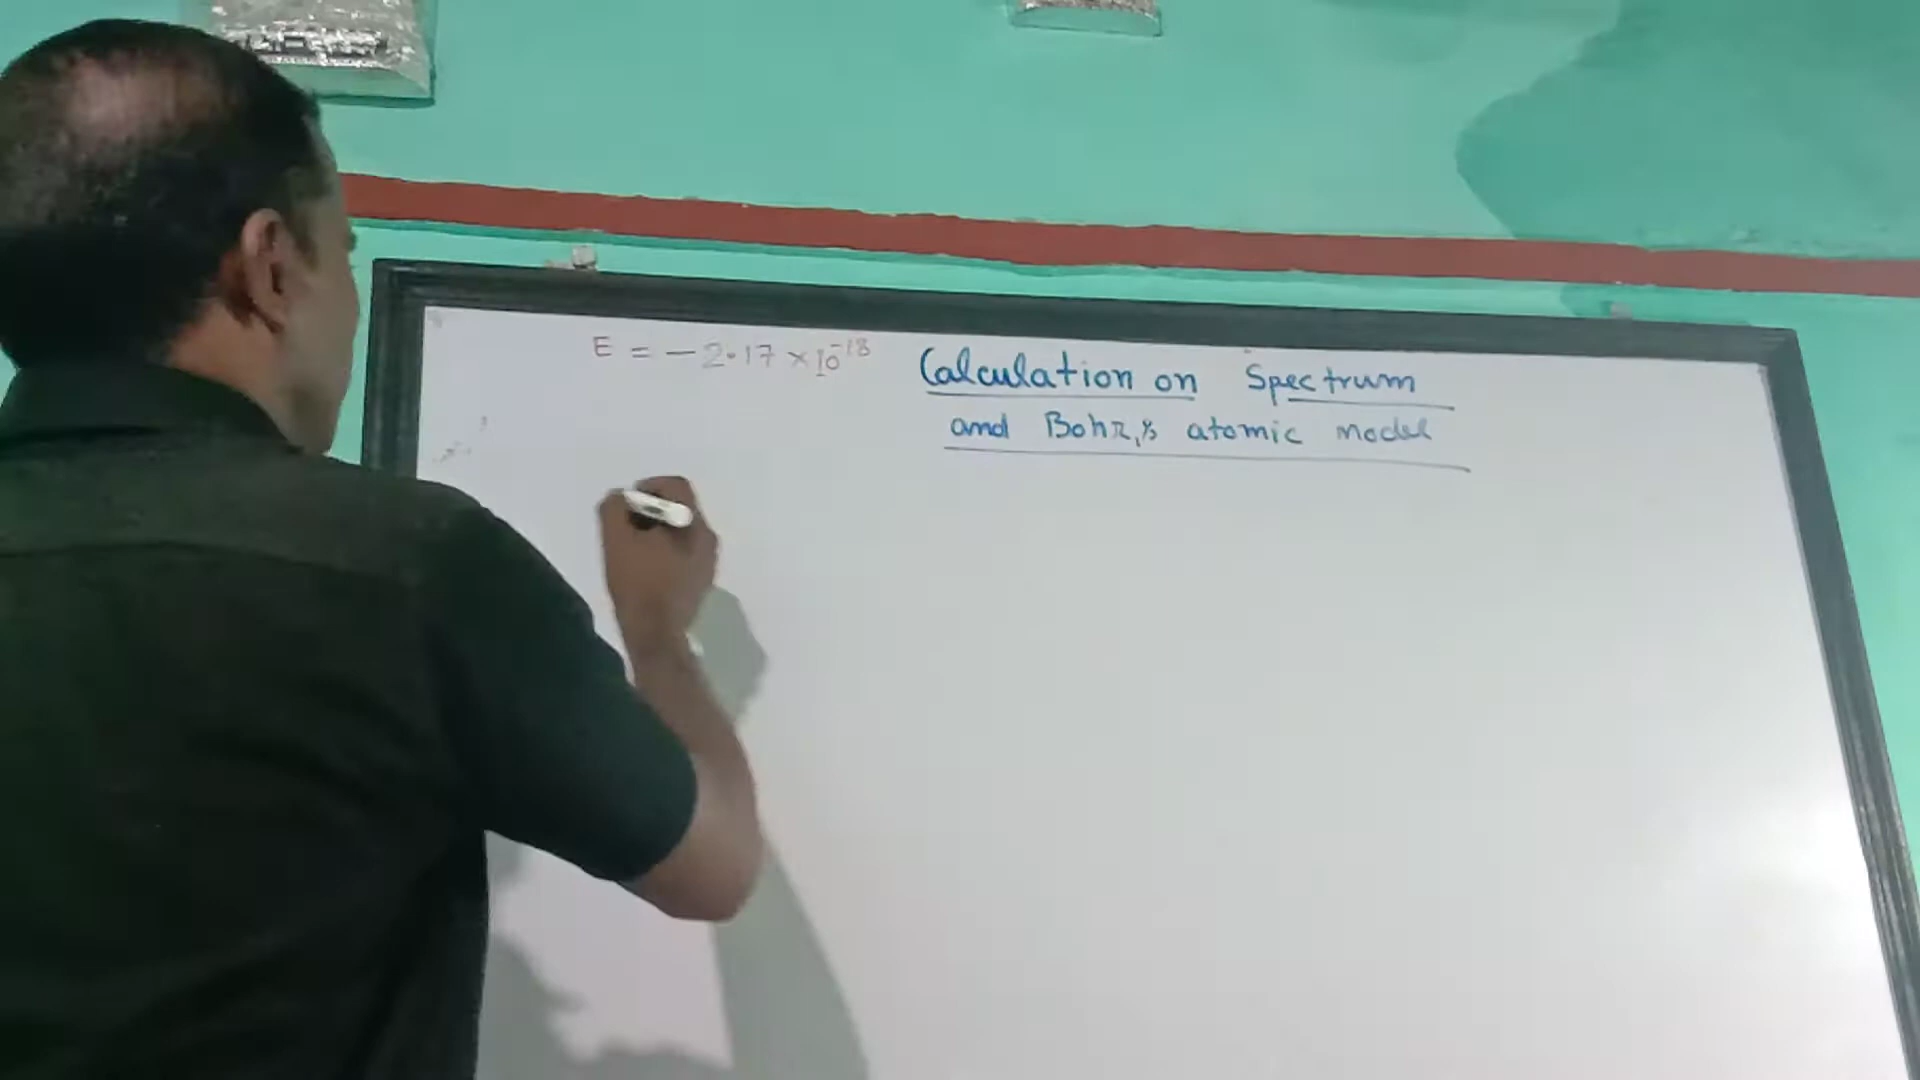 E = -2.17 × 10⁻¹⁸
Calculation on Spectrum
and Bohr,s atomic model